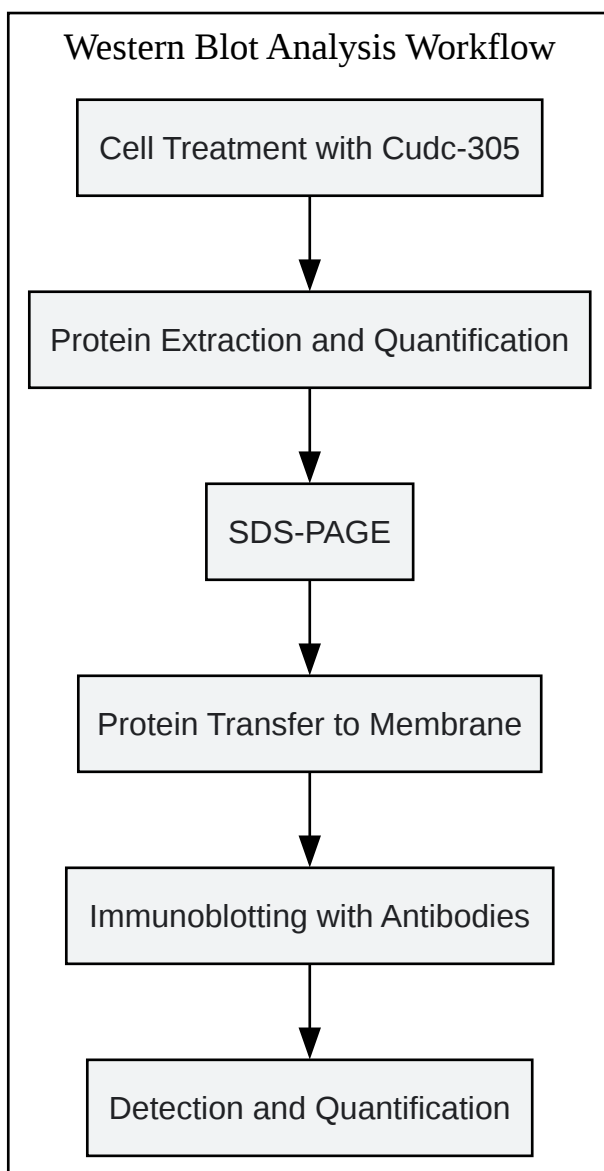 Western Blot Analysis Workflow
Cell Treatment with Cudc-305
Protein Extraction and Quantification
SDS-PAGE
Protein Transfer to Membrane
Immunoblotting with Antibodies
Detection and Quantification